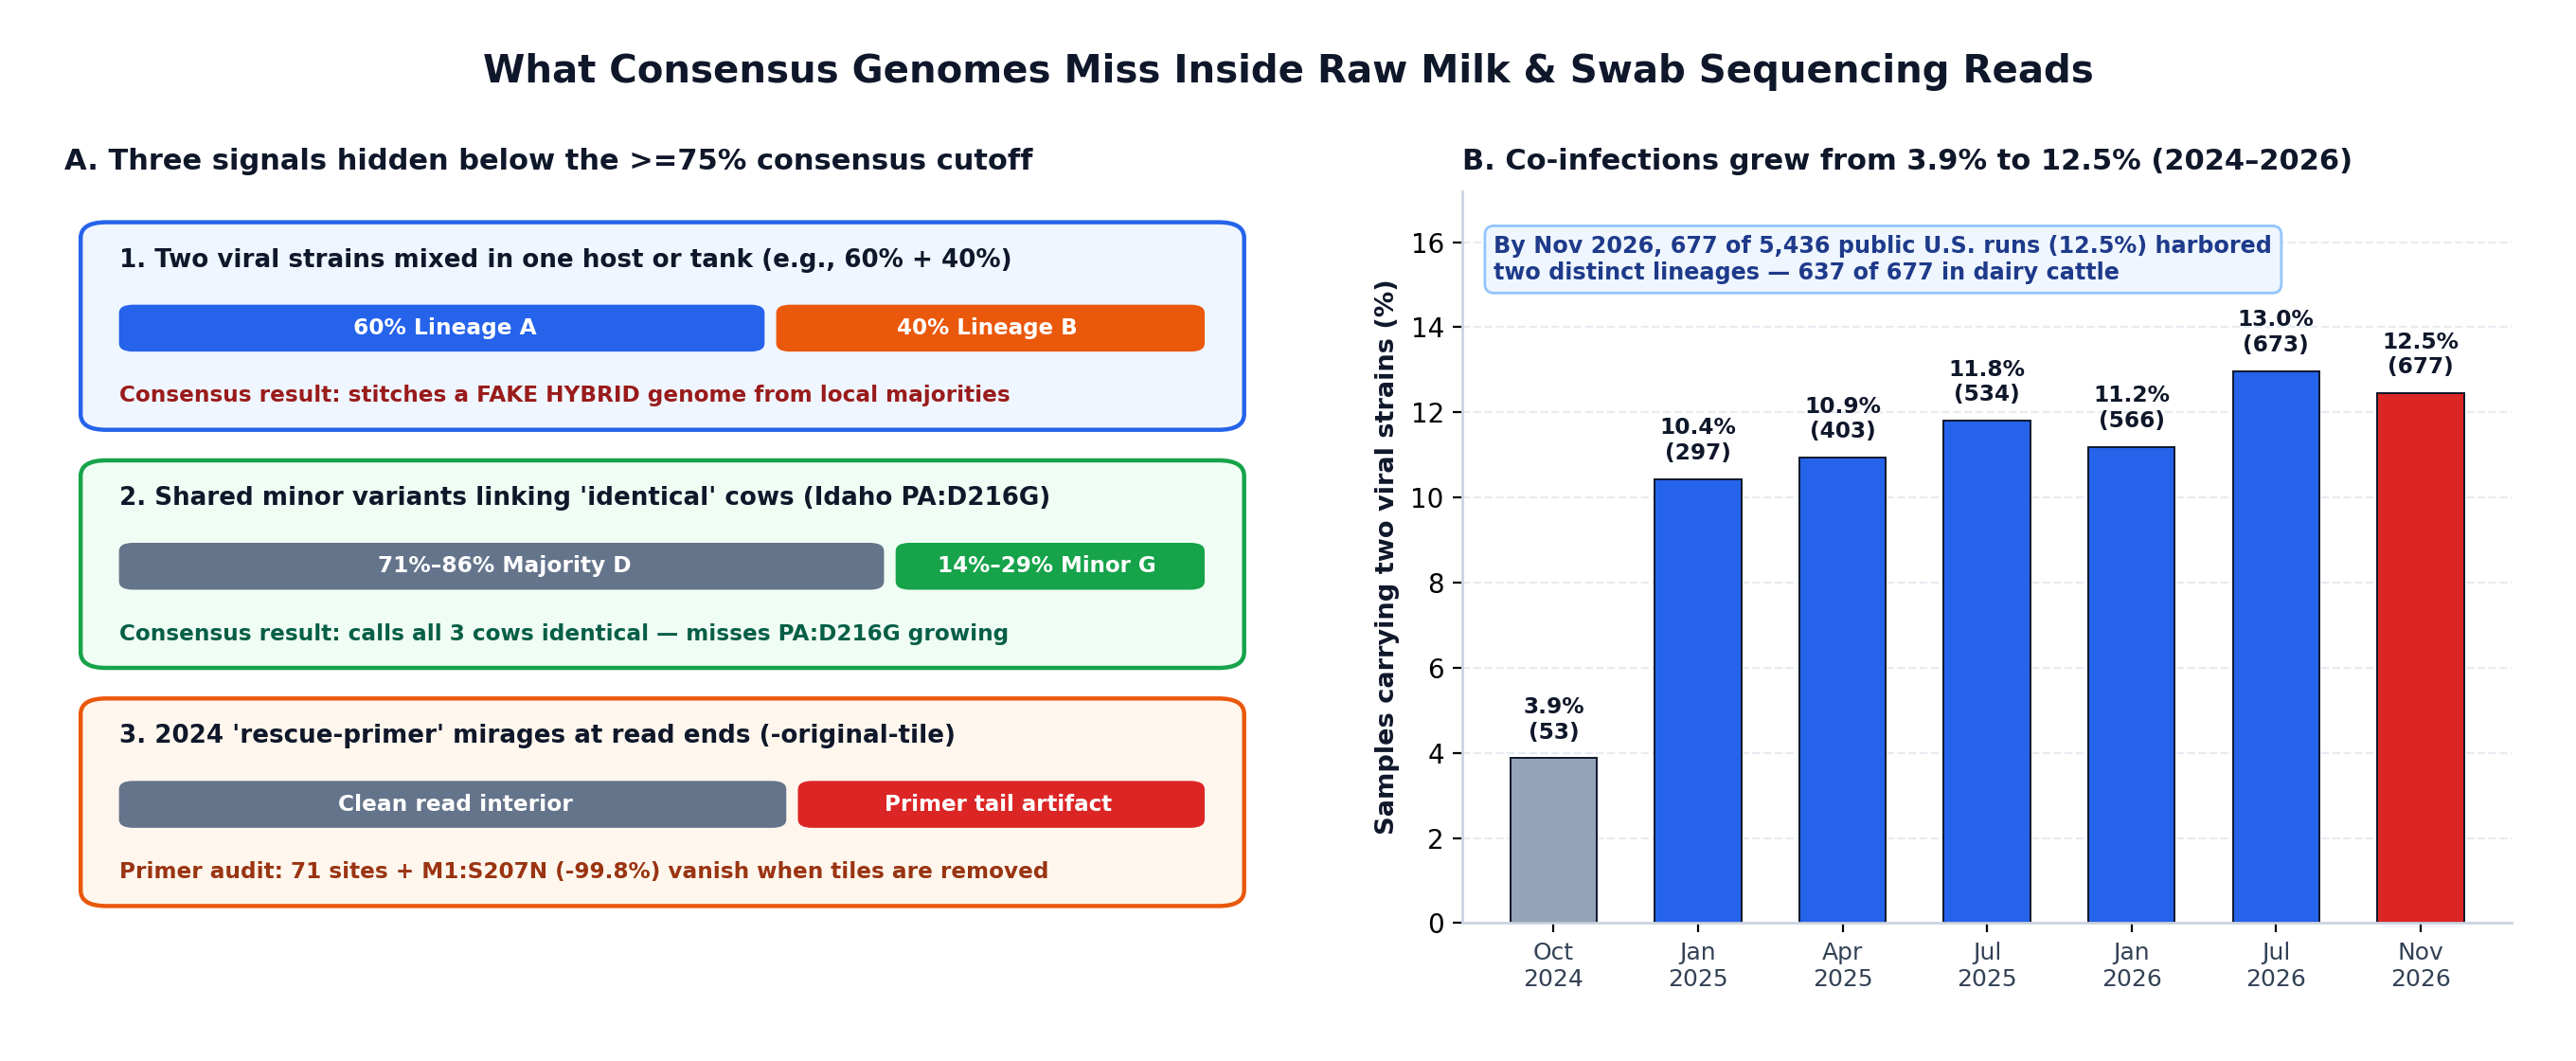 What Consensus Genomes Miss Inside Raw Milk & Swab Sequencing Reads
A. Three signals hidden below the >=75% consensus cutoff
1. Two viral strains mixed in one host or tank (e.g., 60% + 40%)
60% Lineage A
40% Lineage B
Consensus result: stitches a FAKE HYBRID genome from local majorities
2. Shared minor variants linking 'identical' cows (Idaho PA:D216G)
71%–86% Majority D
14%–29% Minor G
Consensus result: calls all 3 cows identical — misses PA:D216G growing
3. 2024 'rescue-primer' mirages at read ends (-original-tile)
Clean read interior
Primer tail artifact
Primer audit: 71 sites + M1:S207N (-99.8%) vanish when tiles are removed
B. Co-infections grew from 3.9% to 12.5% (2024–2026)
By Nov 2026, 677 of 5,436 public U.S. runs (12.5%) harbored
two distinct lineages — 637 of 677 in dairy cattle
Samples carrying two viral strains (%)
16
14
12
10
8
6
4
2
0
3.9%
(53)
10.4%
(297)
10.9%
(403)
11.8%
(534)
11.2%
(566)
13.0%
(673)
12.5%
(677)
Oct
2024
Jan
2025
Apr
2025
Jul
2025
Jan
2026
Jul
2026
Nov
2026